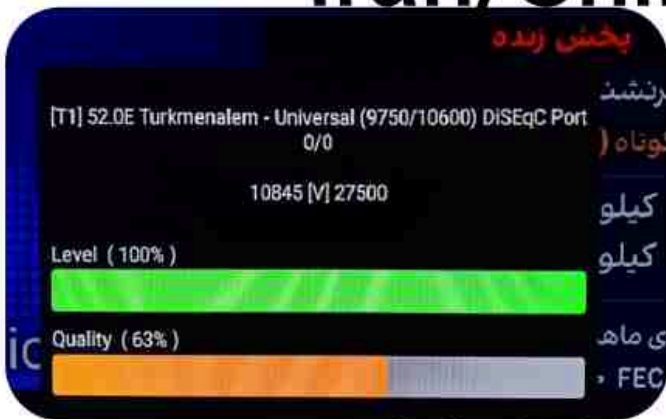 پخش زنده
[T1] 52.0E Turkmenalem - Universal (9750/10600) DiSEqC Port
0/0
10845 [V] 27500
Level ( 100% )
Quality ( 63% )
کیلو
کیلو
FEC